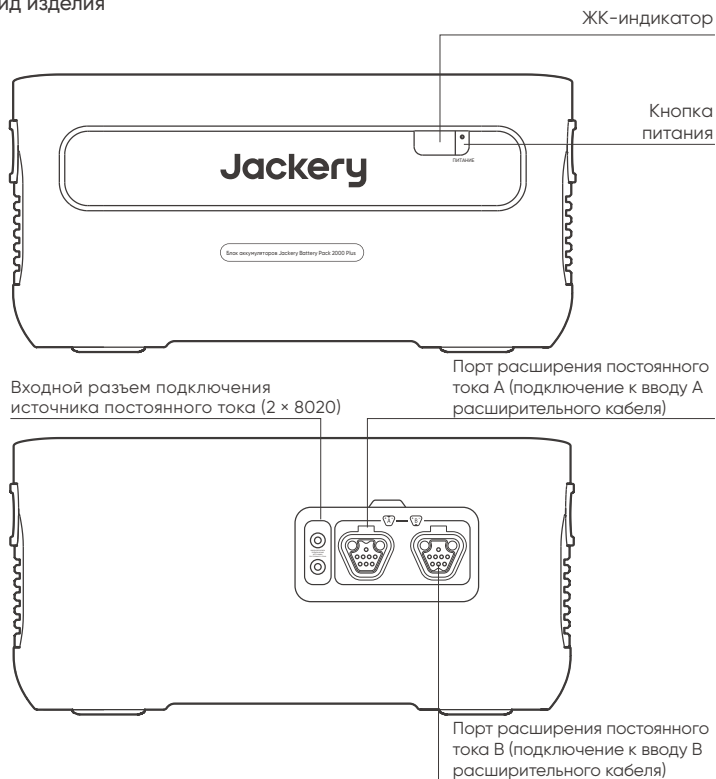 ид изделия
ЖК-индикатор
Кнопка
питания
Jackery
ПИТАНИЕ
Блок аккумуляторов Jackery Battery Pack 2000 Plus
Входной разъем подключения
источника постоянного тока (2 × 8020)
Порт расширения постоянного
тока A (подключение к вводу A
расширительного кабеля)
A
B
Порт расширения постоянного
тока B (подключение к вводу B
расширительного кабеля)